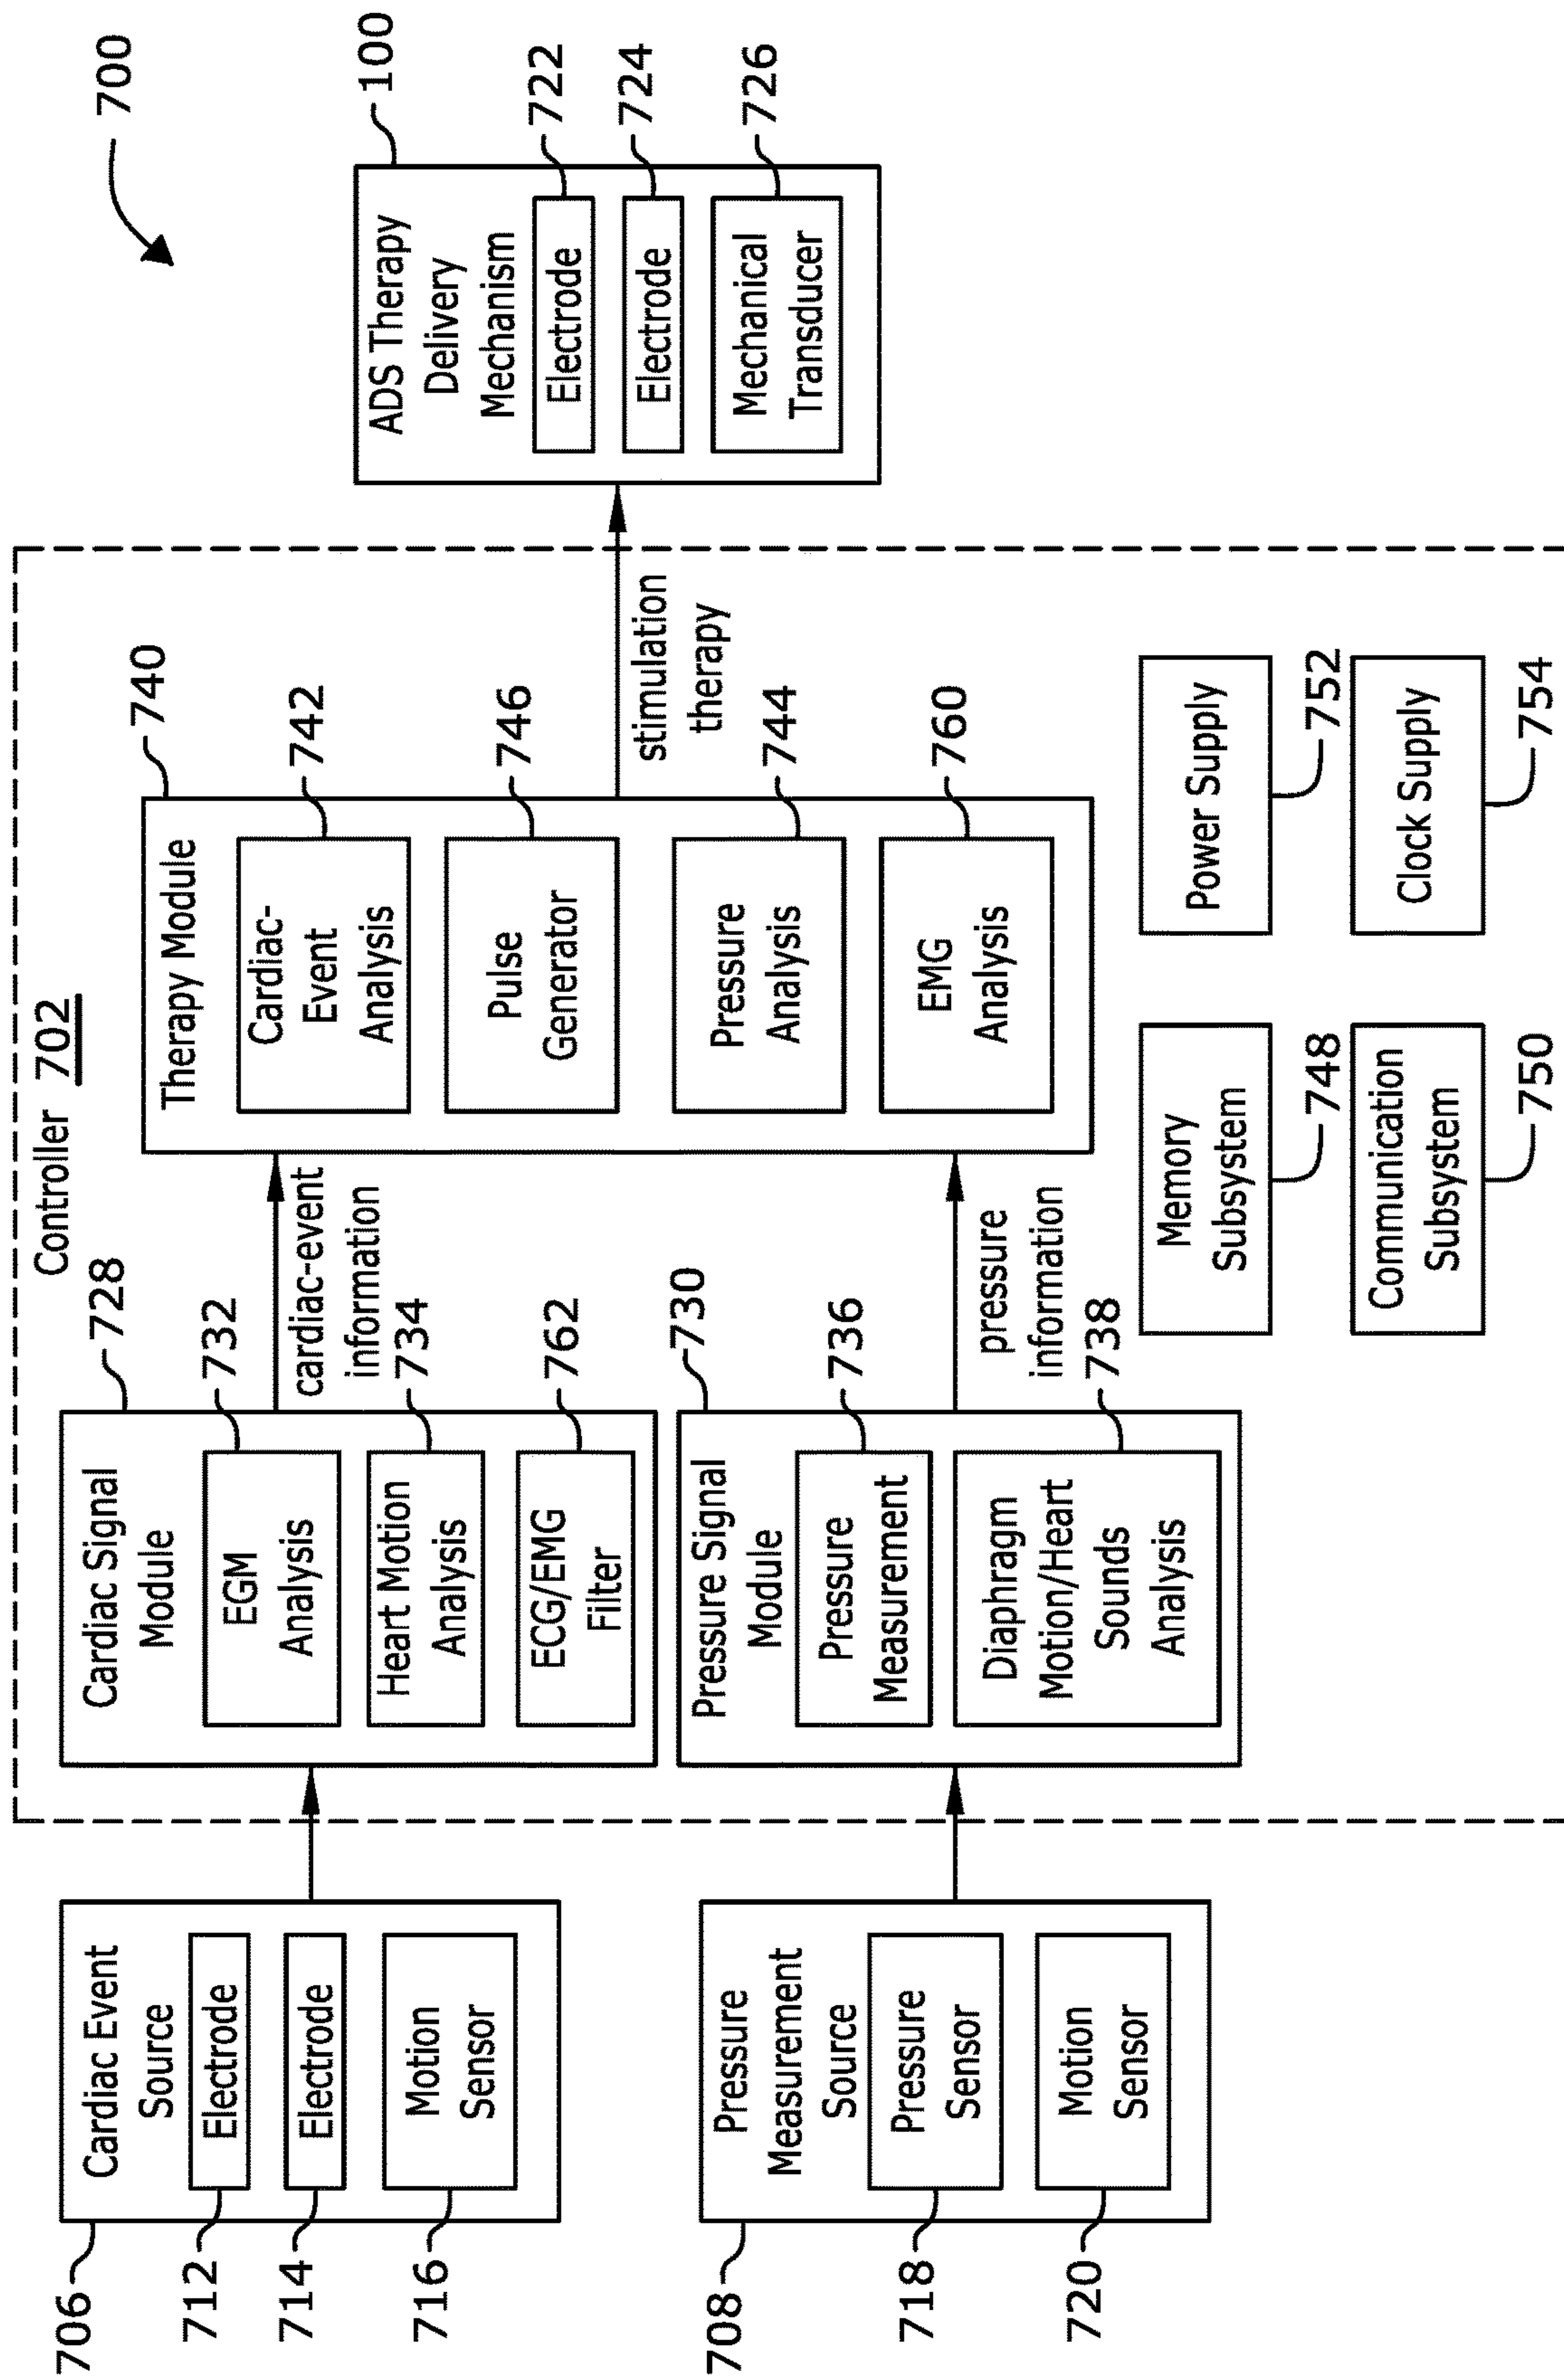 700
Controller 702
706
Cardiac Event
Source
712
Electrode
714
Electrode
716
Motion
Sensor
708
Pressure
Measurement
Source
718
Pressure
Sensor
720
Motion
Sensor
728
Cardiac Signal
Module
732
EGM
Analysis
734
Heart Motion
Analysis
762
ECG/EMG
Filter
cardiac-event
information
730
Pressure Signal
Module
736
Pressure
Measurement
738
Diaphragm
Motion/Heart
Sounds
Analysis
pressure
information
740
Therapy Module
742
Cardiac-
Event
Analysis
746
Pulse
Generator
744
Pressure
Analysis
760
EMG
Analysis
stimulation
therapy
Memory
Subsystem
748
Power Supply
752
Communication
Subsystem
750
Clock Supply
754
100
ADS Therapy
Delivery
Mechanism
722
Electrode
724
Electrode
726
Mechanical
Transducer